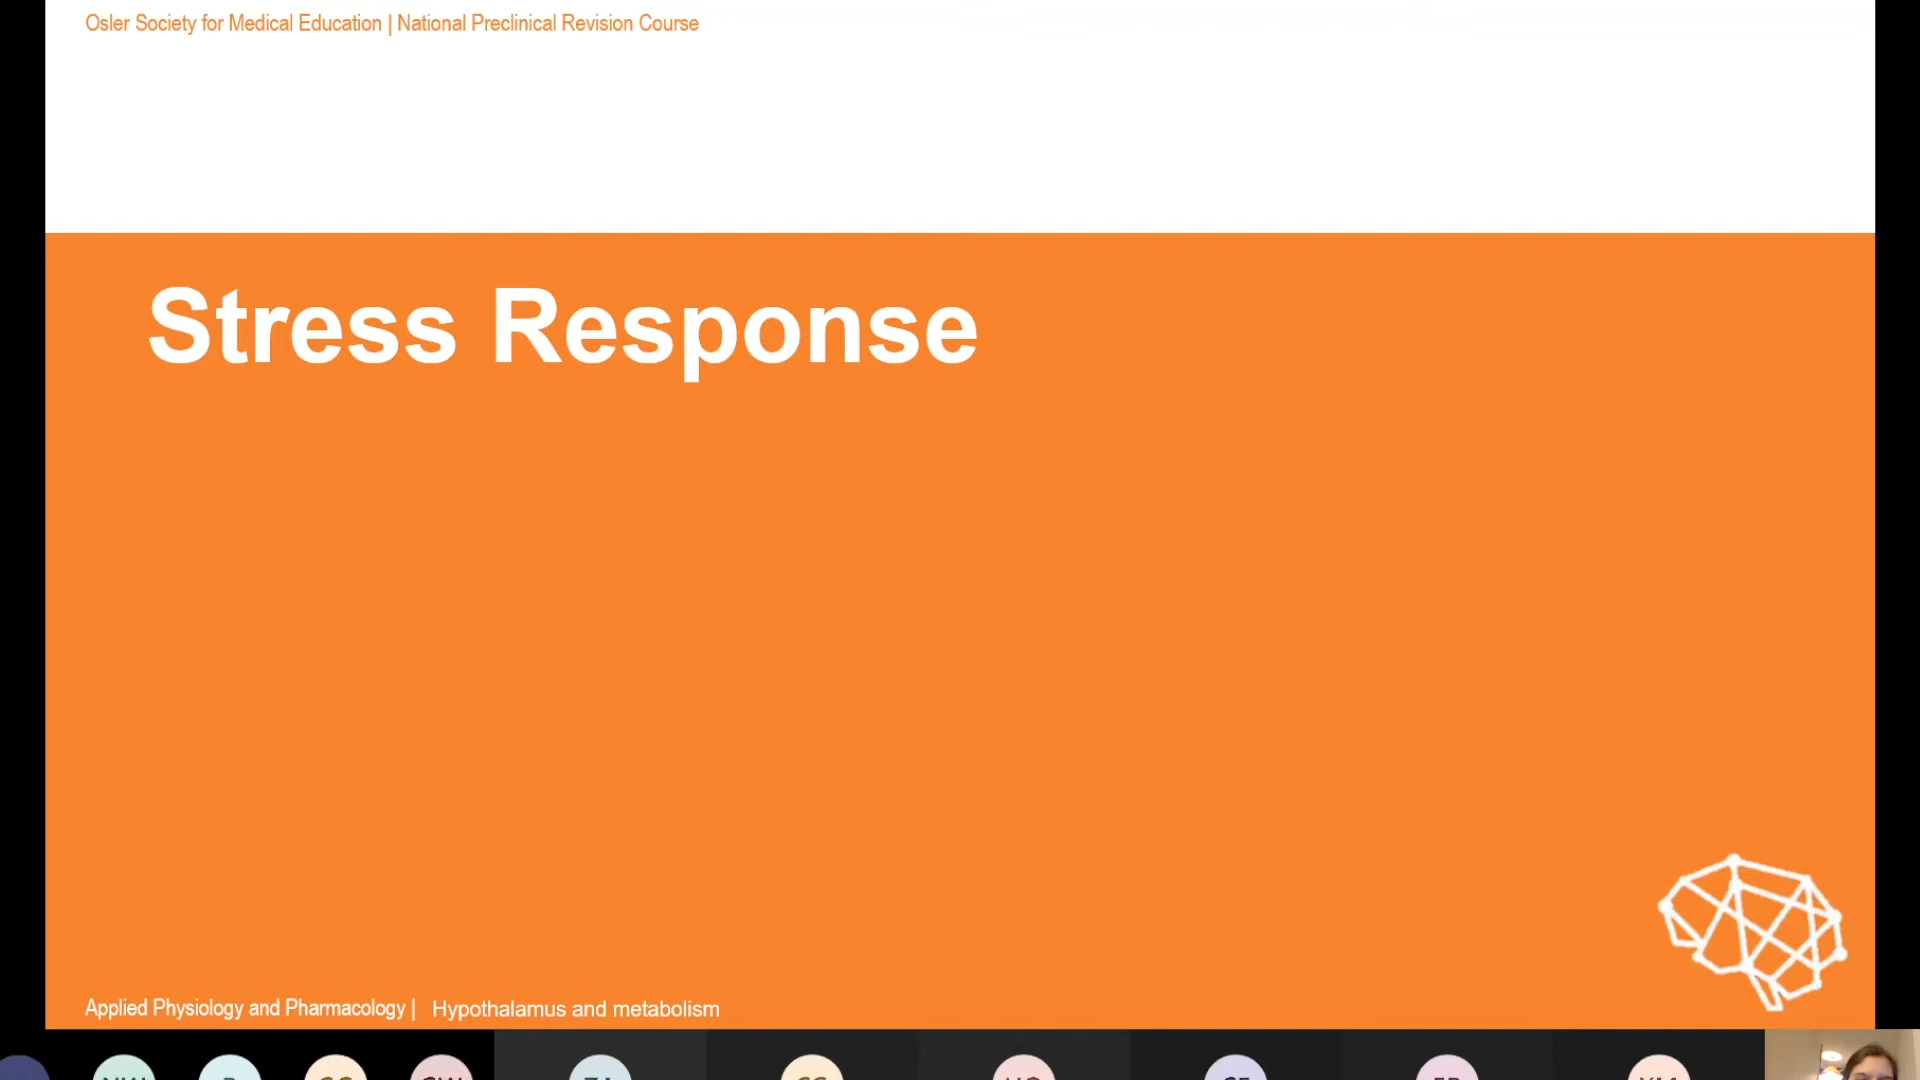 Osler Society for Medical Education | National Preclinical Revision Course
Stress Response
Applied Physiology and Pharmacology | Hypothalamus and metabolism